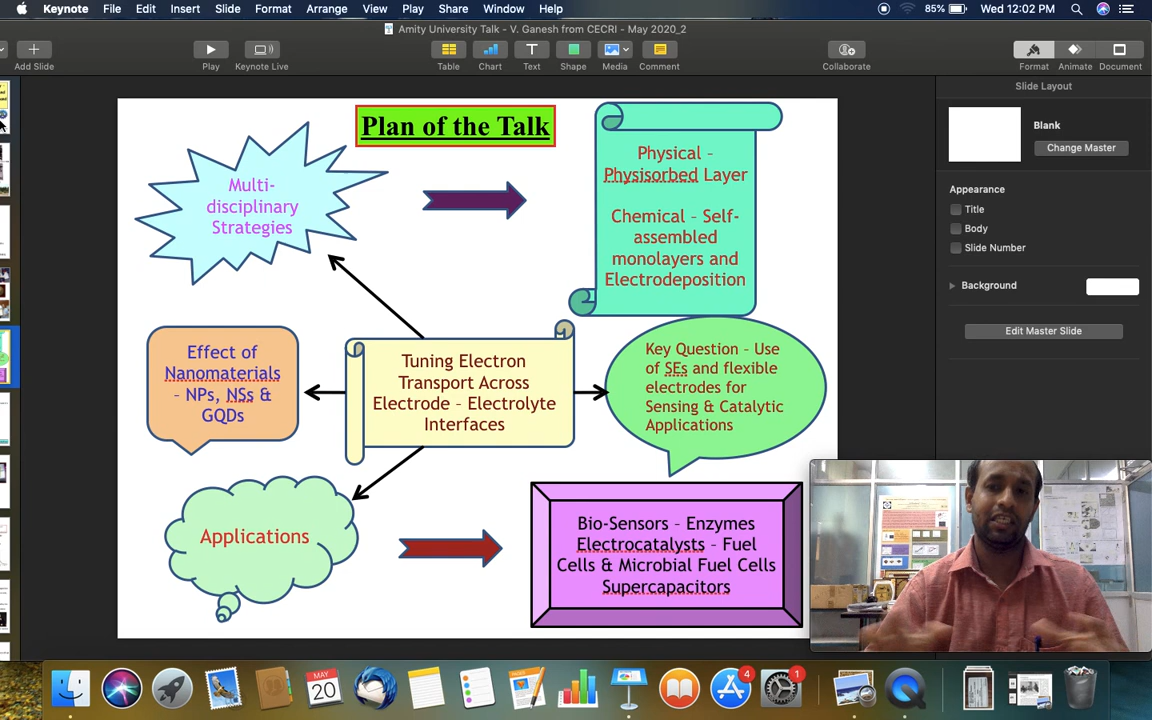 Keynote File Edit Insert Slide Format Arrange View Play Share Window Help 85% Wed 12:02 PM
Amity University Talk - V. Ganesh from CECRI - May 2020_2
Add Slide Play Keynote Live Table Chart Text Shape Media Comment Collaborate Format Animate Document
Slide Layout
Blank
Change Master
Appearance
Title
Body
Slide Number
Background
Edit Master Slide
Plan of the Talk
Multi-
disciplinary
Strategies
Physical -
Physisorbed Layer
Chemical - Self-
assembled
monolayers and
Electrodeposition
Effect of
Nanomaterials
- NPs, NSs &
GQDs
Tuning Electron
Transport Across
Electrode - Electrolyte
Interfaces
Key Question - Use
of SEs and flexible
electrodes for
Sensing & Catalytic
Applications
Applications
Bio-Sensors - Enzymes
Electrocatalysts - Fuel
Cells & Microbial Fuel Cells
Supercapacitors
MAY
20
4
1